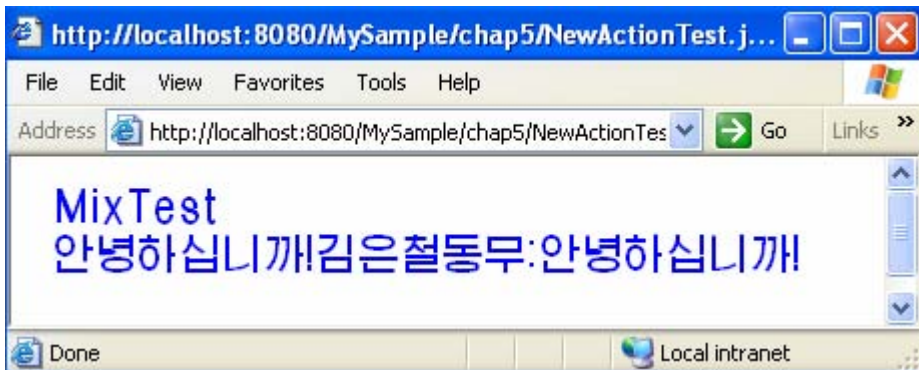 http://localhost:8080/MySample/chap5/NewActionTest.j...
File Edit View Favorites Tools Help
Address http://localhost:8080/MySample/chap5/NewActionTes Go Links »
MixTest
안녕하십니까!김은철동무:안녕하십니까!
Done Local intranet